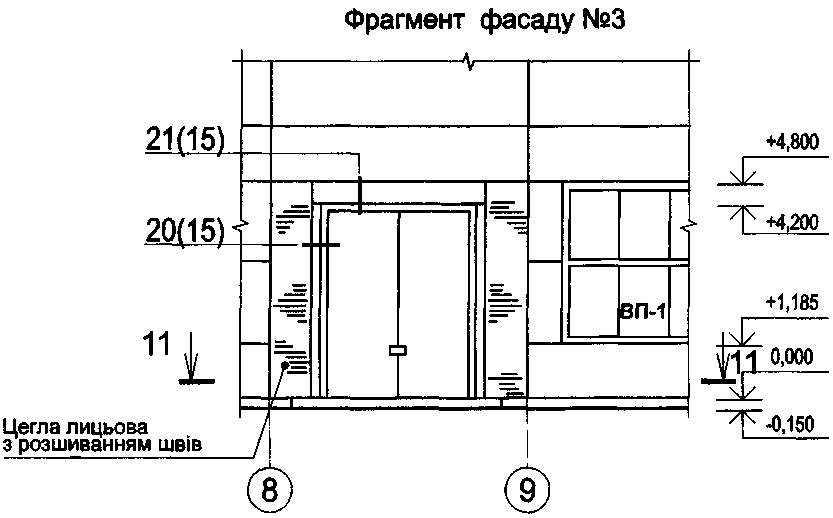 Фрагмент фасаду №3
21(15)
+4,800
20(15)
+4,200
ВП-1
+1,185
11
11
0,000
Цегла лицьова
з розшиванням швів
-0,150
8
9